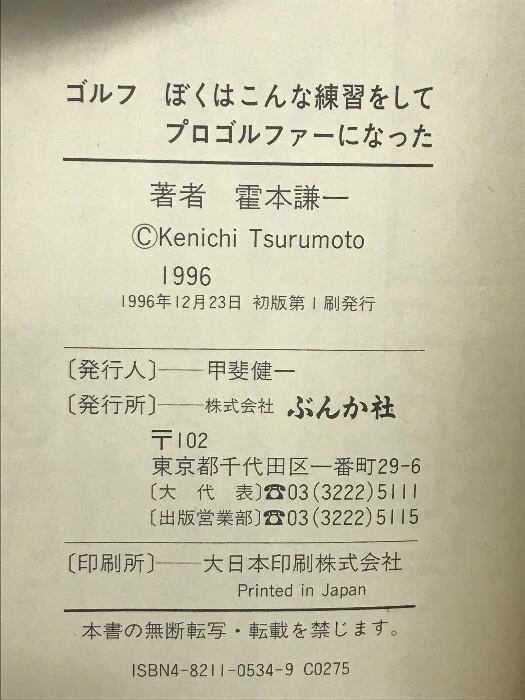 ゴルフ ぼくはこんな練習をして
プロゴルファーになった
著者 霍本謙一
©Kenichi Tsurumoto
1996
1996年12月23日 初版第1刷発行
〔発行人〕──甲斐健一
〔発行所〕──株式会社 ぶんか社
〒102
東京都千代田区一番町29-6
〔大代表〕☎03(3222)5111
〔出版営業部〕☎03(3222)5115
〔印刷所〕──大日本印刷株式会社
Printed in Japan
本書の無断転写・転載を禁じます。
ISBN4-8211-0534-9 C0275